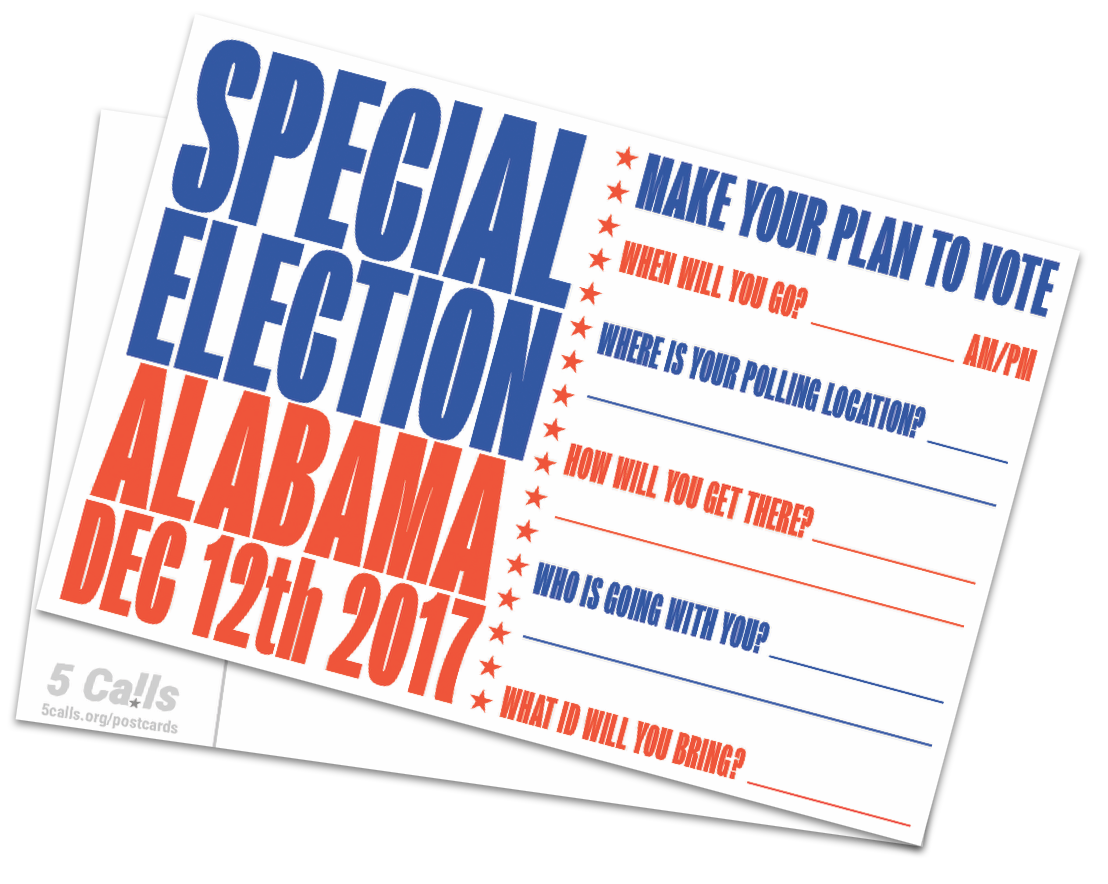 SPECIAL
ELECTION
ALABAMA
DEC 12th 2017
MAKE YOUR PLAN TO VOTE
WHEN WILL YOU GO? AM/PM
WHERE IS YOUR POLLING LOCATION?
HOW WILL YOU GET THERE?
WHO IS GOING WITH YOU?
WHAT ID WILL YOU BRING?
5 Calls
5calls.org/postcards